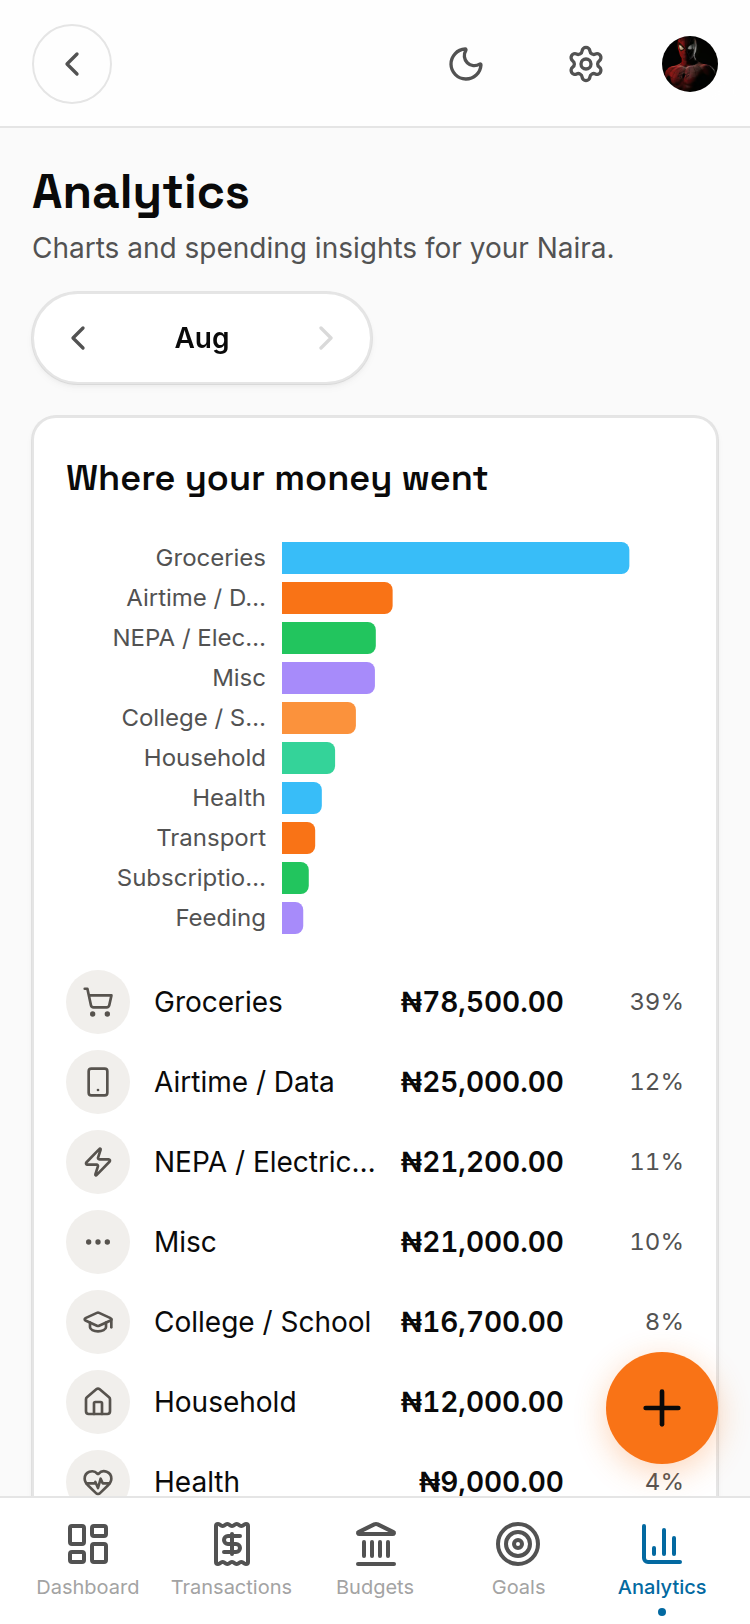 Analytics
Charts and spending insights for your Naira.
Aug
Where your money went
Groceries
Airtime / D...
NEPA / Elec...
Misc
College / S...
Household
Health
Transport
Subscriptio...
Feeding
Groceries ₦78,500.00 39%
Airtime / Data ₦25,000.00 12%
NEPA / Electric... ₦21,200.00 11%
Misc ₦21,000.00 10%
College / School ₦16,700.00 8%
Household ₦12,000.00
Health ₦9,000.00 4%
Dashboard Transactions Budgets Goals Analytics